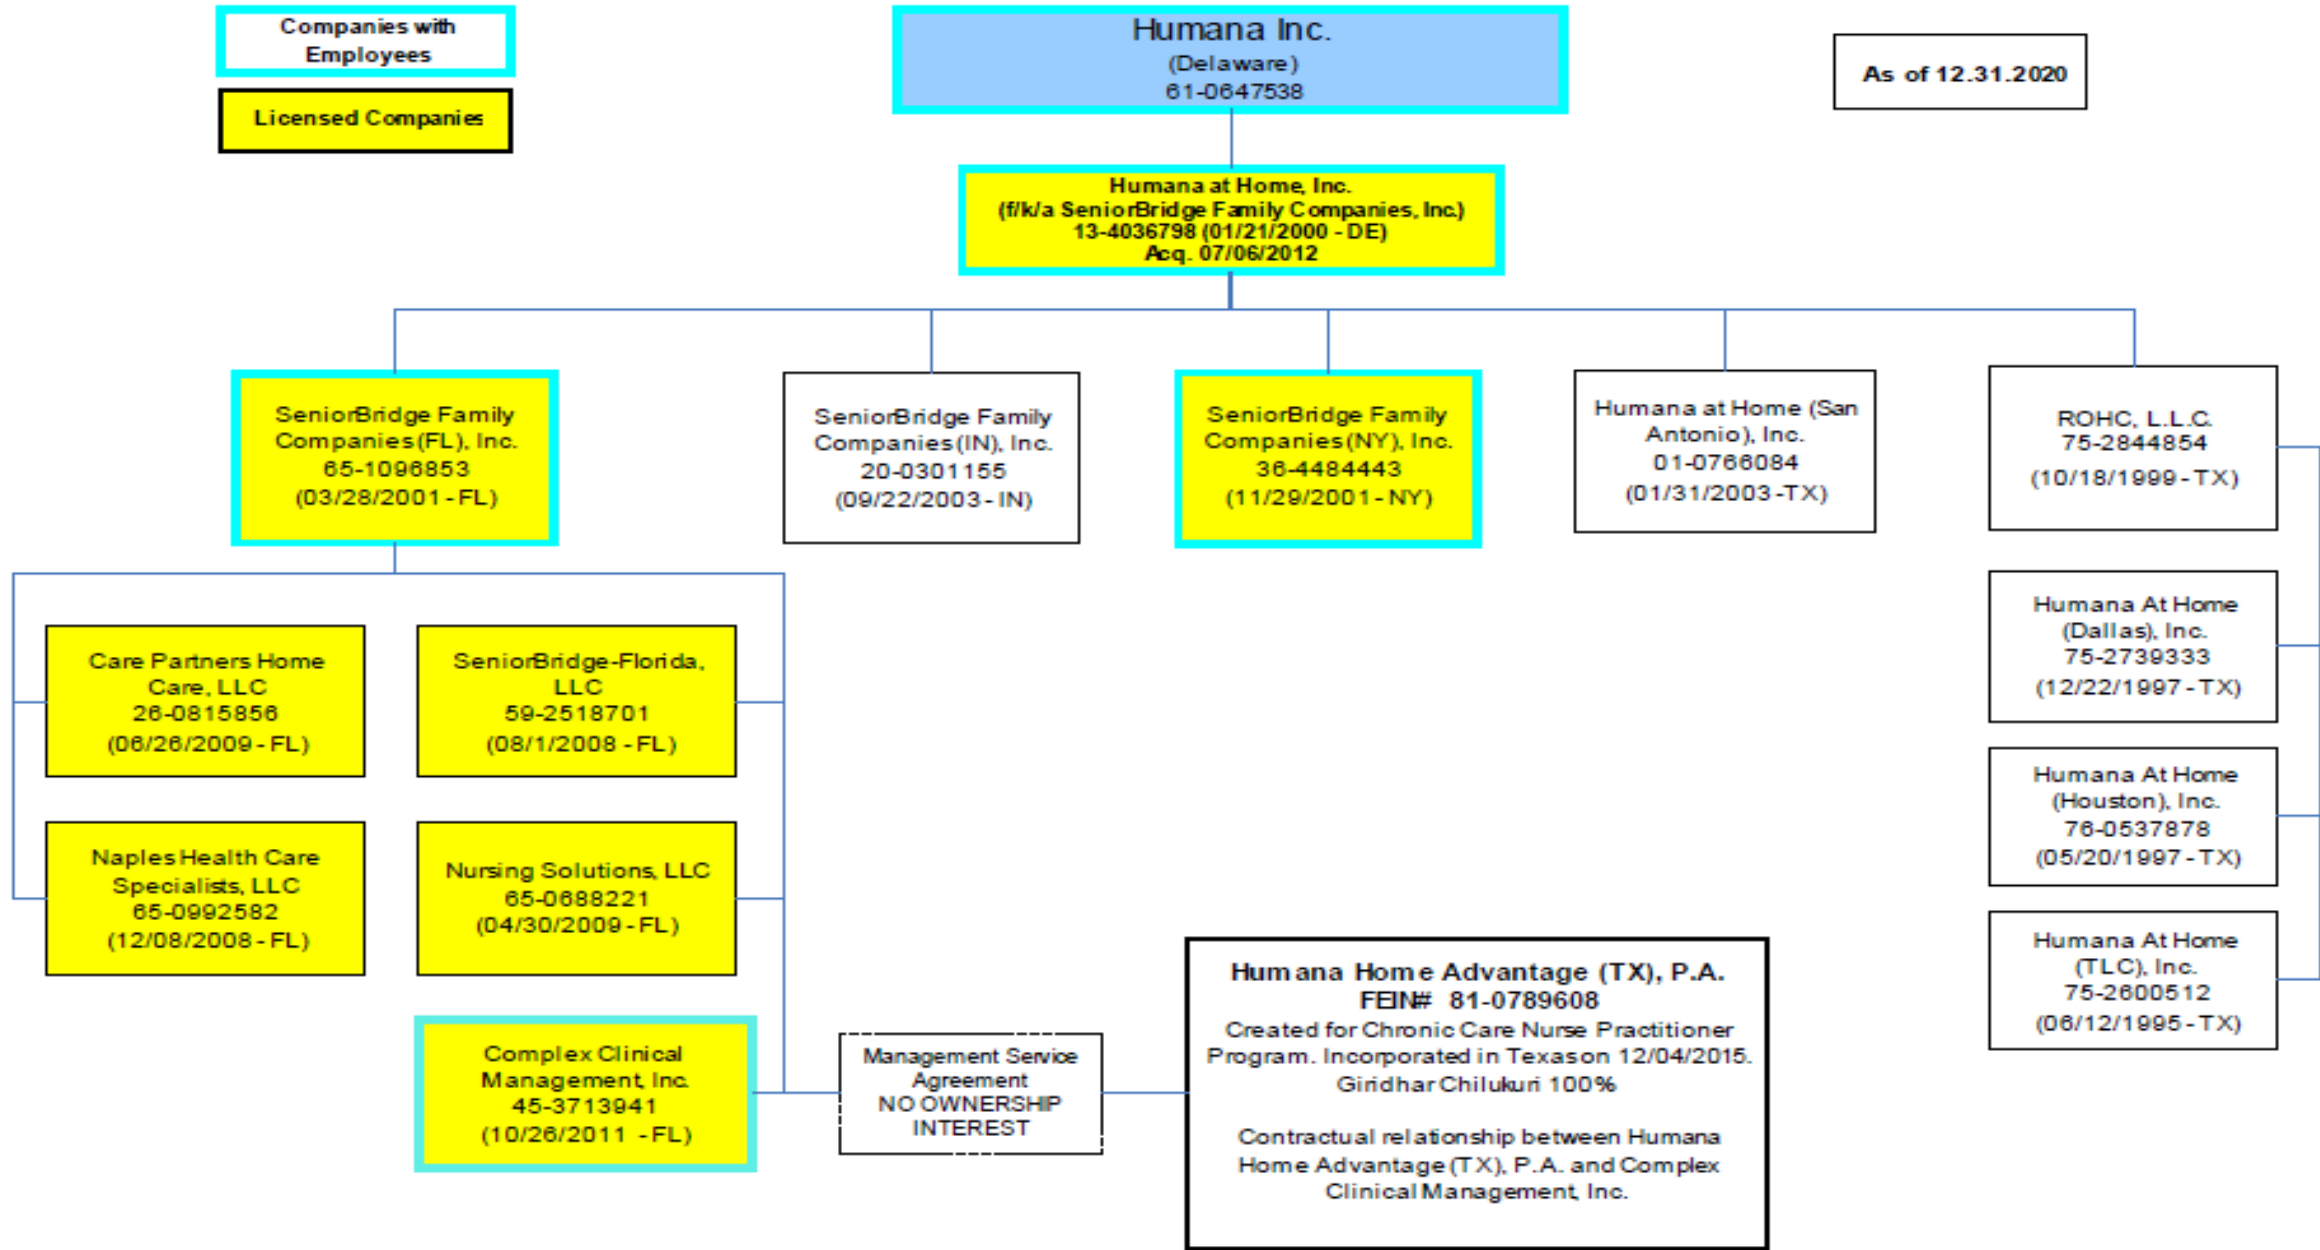 Companies with
Employees
Licensed Companies
Humana Inc.
(Delaware)
61-0647538
As of 12.31.2020
Humana at Home, Inc.
(f/k/a SeniorBridge Family Companies, Inc.)
13-4036798 (01/21/2000 - DE)
Acq. 07/06/2012
SeniorBridge Family
Companies (FL), Inc.
65-1096853
(03/28/2001 - FL)
SeniorBridge Family
Companies (IN), Inc.
20-0301155
(09/22/2003 - IN)
SeniorBridge Family
Companies (NY), Inc.
36-4484443
(11/29/2001 - NY)
Humana at Home (San
Antonio), Inc.
01-0766084
(01/31/2003 -TX)
ROHC, L.L.C.
75-2844854
(10/18/1999 - TX)
Care Partners Home
Care, LLC
26-0815856
(06/26/2009 - FL)
SeniorBridge-Florida,
LLC
59-2518701
(08/1/2008 - FL)
Humana At Home
(Dallas), Inc.
75-2739333
(12/22/1997 - TX)
Naples Health Care
Specialists, LLC
65-0992582
(12/08/2008 - FL)
Nursing Solutions, LLC
65-0688221
(04/30/2009 - FL)
Humana At Home
(Houston), Inc.
76-0537878
(05/20/1997 - TX)
Humana At Home
(TLC), Inc.
75-2600512
(06/12/1995 - TX)
Complex Clinical
Management, Inc.
45-3713941
(10/26/2011 - FL)
Management Service
Agreement
NO OWNERSHIP
INTEREST
Humana Home Advantage (TX), P.A.
FEIN# 81-0789608
Created for Chronic Care Nurse Practitioner
Program. Incorporated in Texas on 12/04/2015.
Giridhar Chilukuri 100%
Contractual relationship between Humana
Home Advantage (TX), P.A. and Complex
Clinical Management, Inc.